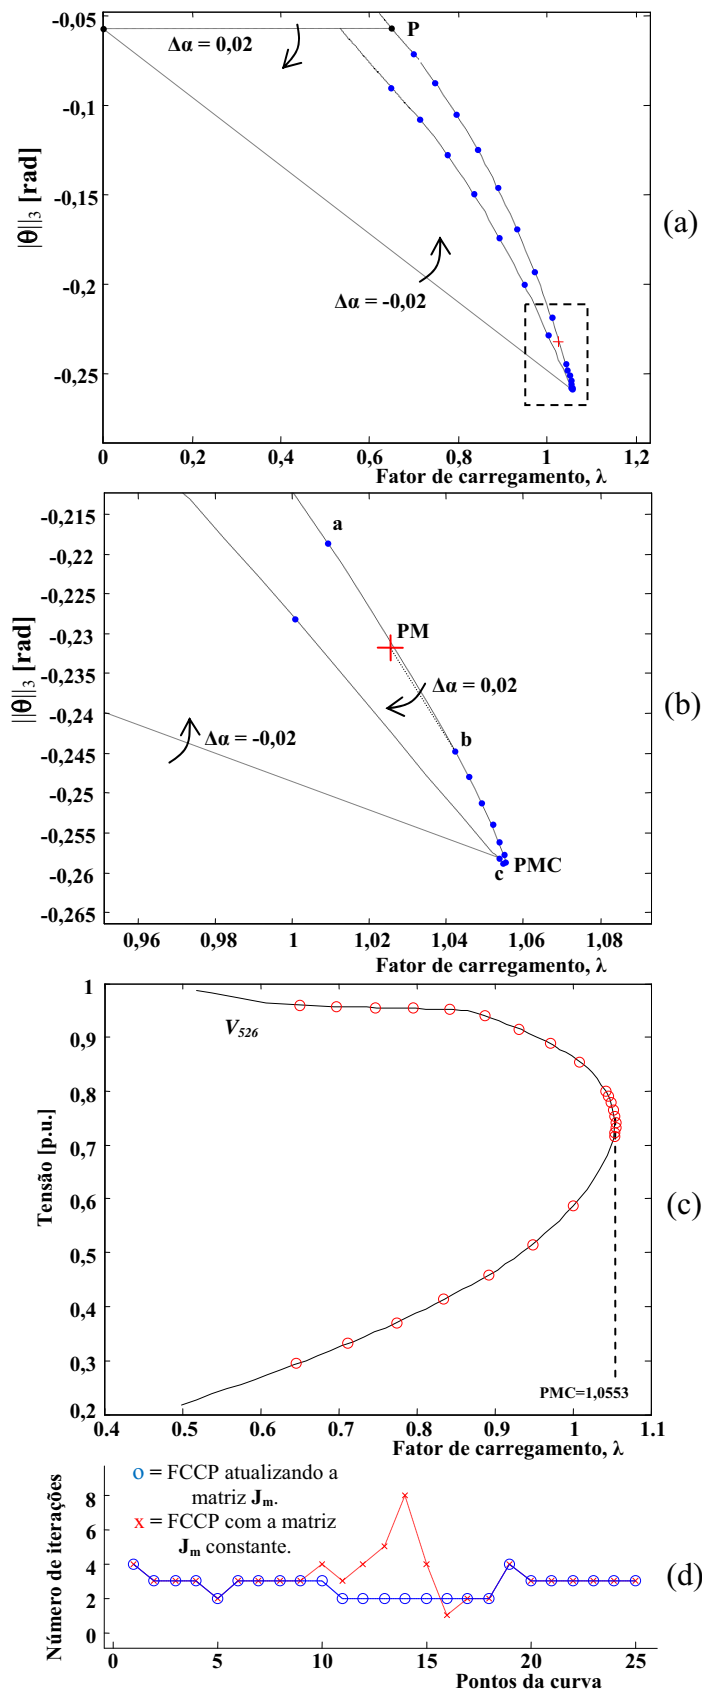 -0,05
-0,1
-0,15
-0,2
-0,25
||θ||₃ [rad]
P
Δα = 0,02
Δα = -0,02
(a)
0 0,2 0,4 0,6 0,8 1 1,2
Fator de carregamento, λ
-0,215
-0,22
-0,225
-0,23
-0,235
-0,24
-0,245
-0,25
-0,255
-0,26
-0,265
||θ||₃ [rad]
a
PM
Δα = 0,02
Δα = -0,02
b
PMC
c
(b)
0,96 0,98 1 1,02 1,04 1,06 1,08
Fator de carregamento, λ
1
0,9
0,8
0,7
0,6
0,5
0,4
0,3
0,2
Tensão [p.u.]
V₅₂₆
(c)
PMC=1,0553
0.4 0.5 0.6 0.7 0.8 0.9 1 1.1
Fator de carregamento, λ
Número de iterações
8
6
4
2
0
o = FCCP atualizando a
matriz Jₘ.
x = FCCP com a matriz
Jₘ constante.
(d)
0 5 10 15 20 25
Pontos da curva